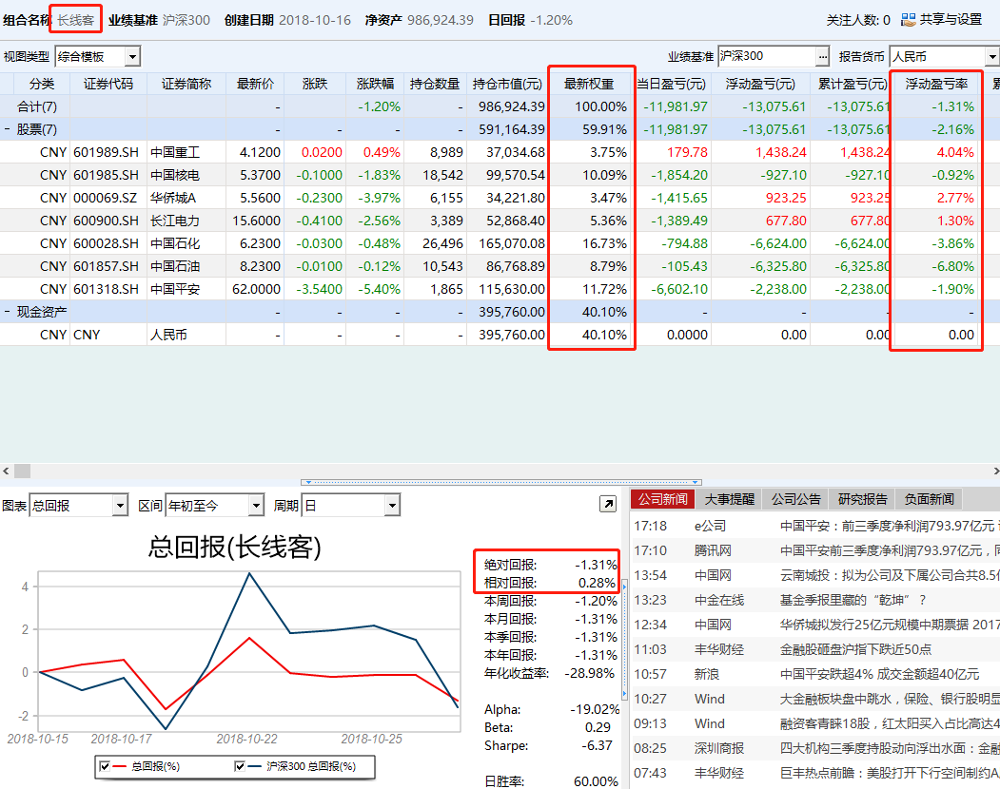 组合名称 长线客 业绩基准 沪深300 创建日期 2018-10-16 净资产 986,924.39 日回报 -1.20% 关注人数: 0 共享与设置
视图类型 综合模板 业绩基准 沪深300 ... 报告货币 人民币
分类 证券代码 证券简称 最新价 涨跌 涨跌幅 持仓数量 持仓市值(元) 最新权重 当日盈亏(元) 浮动盈亏(元) 累计盈亏(元) 浮动盈亏率
合计(7) - -1.20% - 986,924.39 100.00% -11,981.97 -13,075.61 -13,075.61 -1.31%
- 股票(7) - - 591,164.39 59.91% -11,981.97 -13,075.61 -13,075.61 -2.16%
CNY 601989.SH 中国重工 4.1200 0.0200 0.49% 8,989 37,034.68 3.75% 179.78 1,438.24 1,438.24 4.04%
CNY 601985.SH 中国核电 5.3700 -0.1000 -1.83% 18,542 99,570.54 10.09% -1,854.20 -927.10 -927.10 -0.92%
CNY 000069.SZ 华侨城A 5.5600 -0.2300 -3.97% 6,155 34,221.80 3.47% -1,415.65 923.25 923.25 2.77%
CNY 600900.SH 长江电力 15.6000 -0.4100 -2.56% 3,389 52,868.40 5.36% -1,389.49 677.80 677.80 1.30%
CNY 600028.SH 中国石化 6.2300 -0.0300 -0.48% 26,496 165,070.08 16.73% -794.88 -6,624.00 -6,624.00 -3.86%
CNY 601857.SH 中国石油 8.2300 -0.0100 -0.12% 10,543 86,768.89 8.79% -105.43 -6,325.80 -6,325.80 -6.80%
CNY 601318.SH 中国平安 62.0000 -3.5400 -5.40% 1,865 115,630.00 11.72% -6,602.10 -2,238.00 -2,238.00 -1.90%
- 现金资产 - - - - 395,760.00 40.10% - - - -
CNY CNY 人民币 - - - - 395,760.00 40.10% 0.0000 0.00 0.00 0.00
图表 总回报 区间 年初至今 周期 日
总回报(长线客)
4
2
0
-2
2018-10-15 2018-10-17 2018-10-22 2018-10-25
总回报(%) 沪深300 总回报(%)
绝对回报: -1.31%
相对回报: 0.28%
本周回报: -1.20%
本月回报: -1.31%
本季回报: -1.31%
本年回报: -1.31%
年化收益率: -28.98%
Alpha: -19.02%
Beta: 0.29
Sharpe: -6.37
日胜率: 60.00%
公司新闻 大事提醒 公司公告 研究报告 负面新闻
17:18 e公司 中国平安：前三季度净利润793.97亿元
17:10 腾讯网 中国平安前三季度净利润793.97亿元，
13:54 中国网 云南城投：拟为公司及下属公司合共8.5
13:23 中金在线 基金季报里藏的“乾坤”？
12:34 中国网 华侨城拟发行25亿元规模中期票据 2017
11:03 丰华财经 金融股砸盘沪指下跌近50点
10:57 新浪 中国平安跌超4% 成交金额超40亿元
10:27 Wind 大金融板块盘中跳水，保险、银行股明显
09:13 Wind 融资客青睐18股，红太阳买入占比高达4
08:25 深圳商报 四大机构三季度持股动向浮出水面：金融
07:43 丰华财经 巨丰热点前瞻：美股打开下行空间制约A